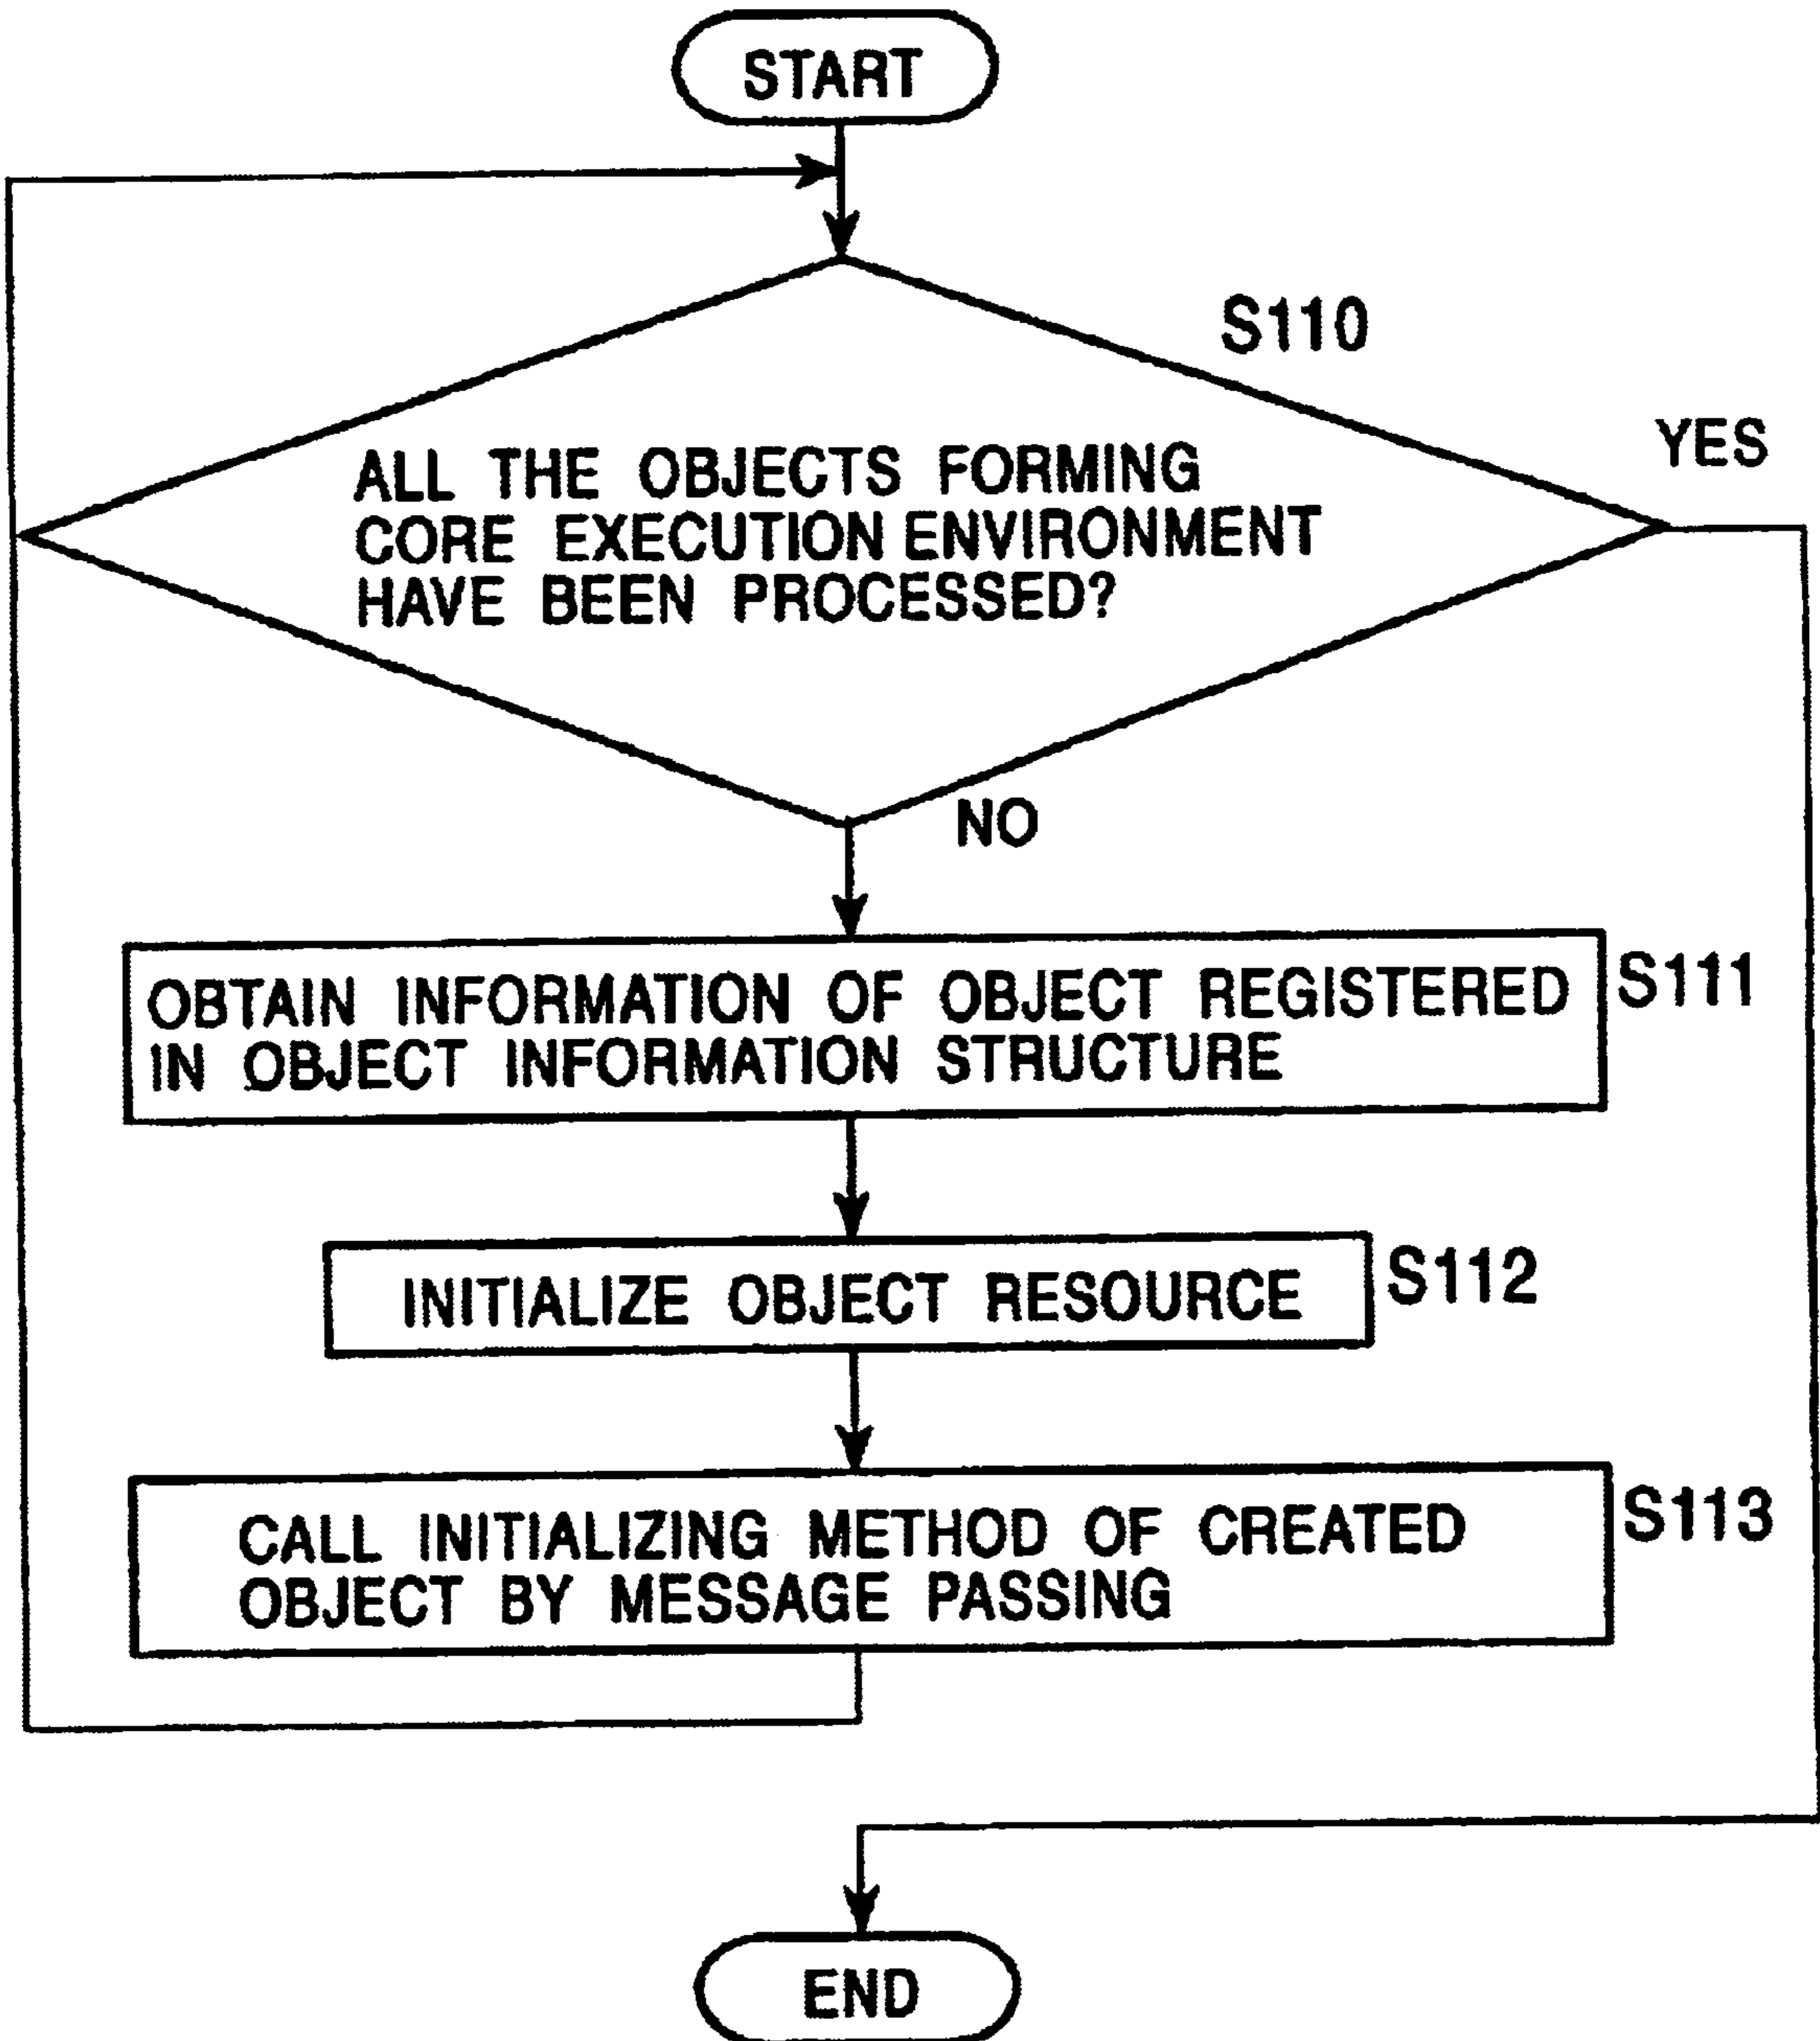 START
S110
YES
ALL THE OBJECTS FORMING
CORE EXECUTION ENVIRONMENT
HAVE BEEN PROCESSED?
NO
OBTAIN INFORMATION OF OBJECT REGISTERED
IN OBJECT INFORMATION STRUCTURE
S111
INITIALIZE OBJECT RESOURCE
S112
CALL INITIALIZING METHOD OF CREATED
OBJECT BY MESSAGE PASSING
S113
END